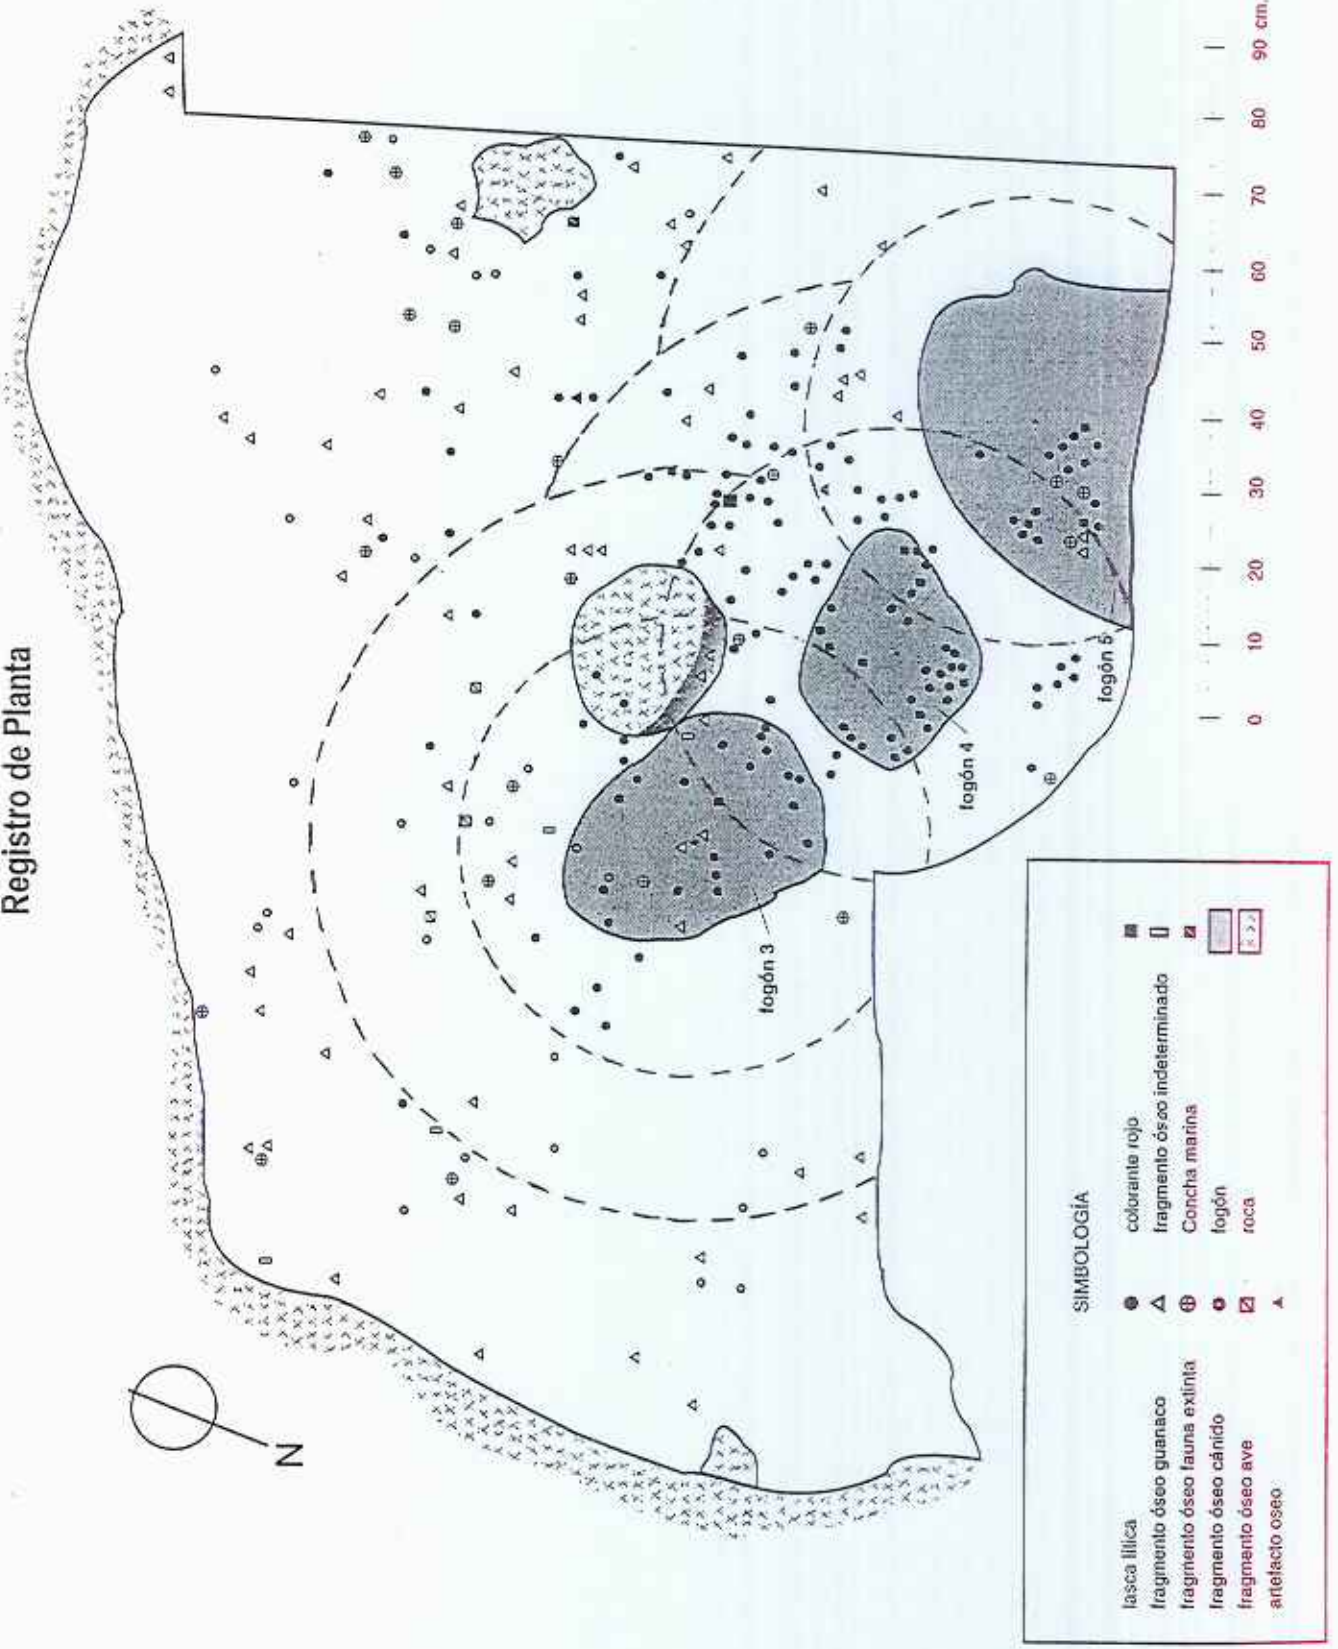 Registro de Planta
N
fogón 3
fogón 4
fogón 5
0 10 20 30 40 50 60 70 80 90 cm.
SIMBOLOGÍA
lasca lítica
fragmento óseo guanaco
fragmento óseo fauna extinta
fragmento óseo cánido
fragmento óseo ave
artefacto oseo
colorante rojo
fragmento óseo indeterminado
Concha marina
fogón
roca